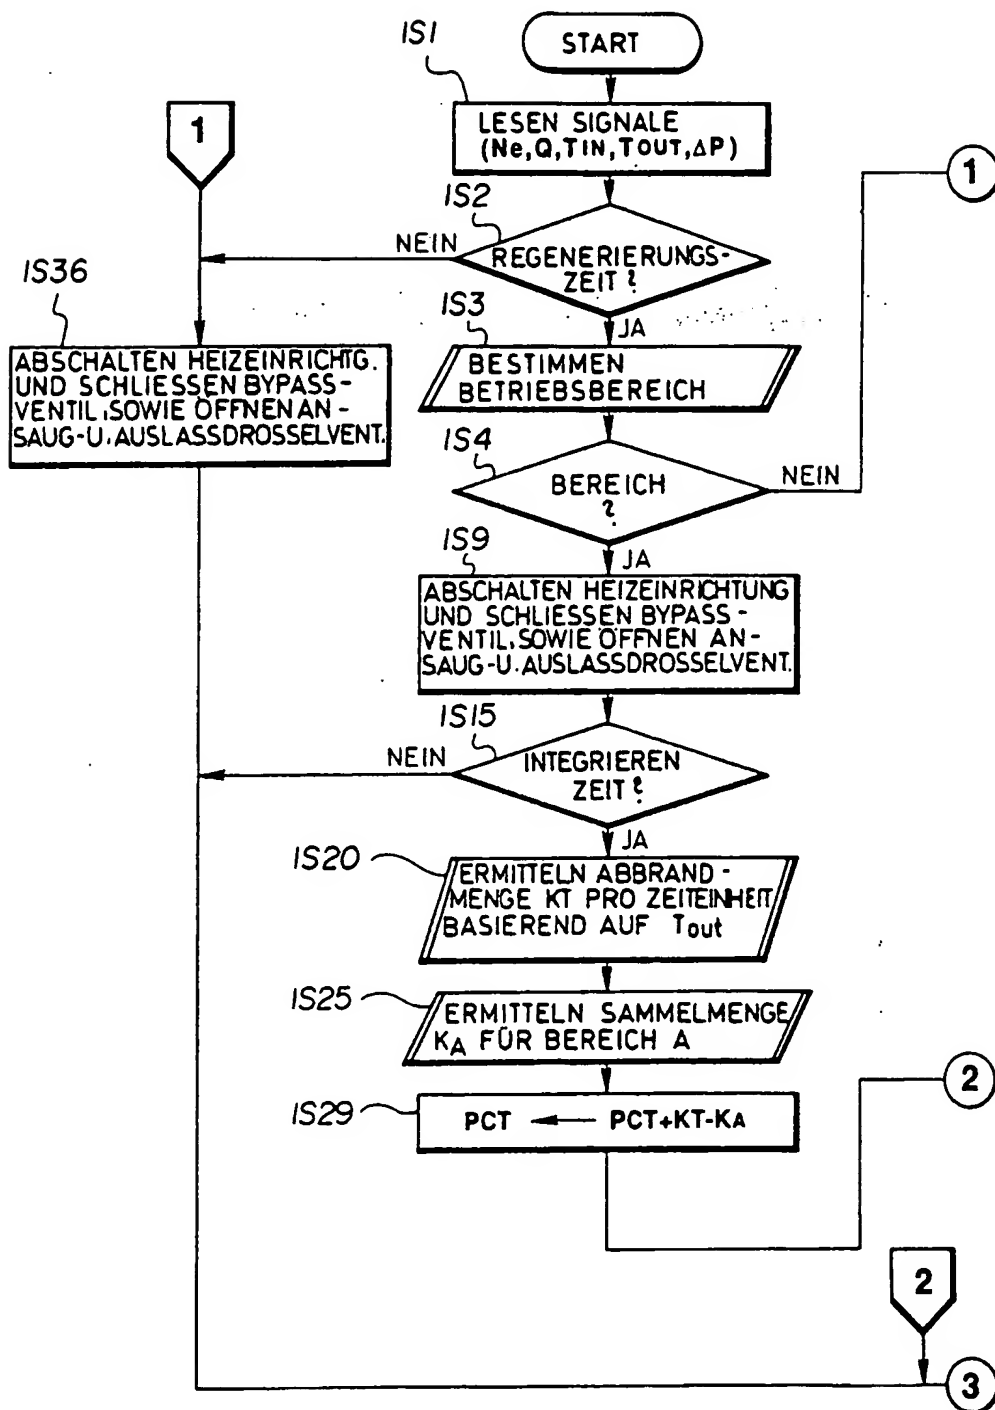 1S1
START
1
LESEN SIGNALE
(Ne,Q,TIN,TOUT,ΔP)
1
1S2
NEIN
REGENERIERUNGS-
ZEIT?
1S36
1S3
JA
ABSCHALTEN HEIZEINRICHTG.
UND SCHLIESSEN BYPASS-
VENTIL, SOWIE ÖFFNEN AN-
SAUG-U. AUSLASSDROSSELVENT.
BESTIMMEN
BETRIEBSBEREICH
1S4
BEREICH
?
NEIN
1S9
JA
ABSCHALTEN HEIZEINRICHTUNG
UND SCHLIESSEN BYPASS-
VENTIL, SOWIE ÖFFNEN AN-
SAUG-U. AUSLASSDROSSELVENT.
1S15
NEIN
INTEGRIEREN
ZEIT?
JA
1S20
ERMITTELN ABBRAND-
MENGE KT PRO ZEITEINHEIT
BASIEREND AUF Tout
1S25
ERMITTELN SAMMELMENGE
KA FÜR BEREICH A
2
1S29
PCT ← PCT+KT-KA
2
3